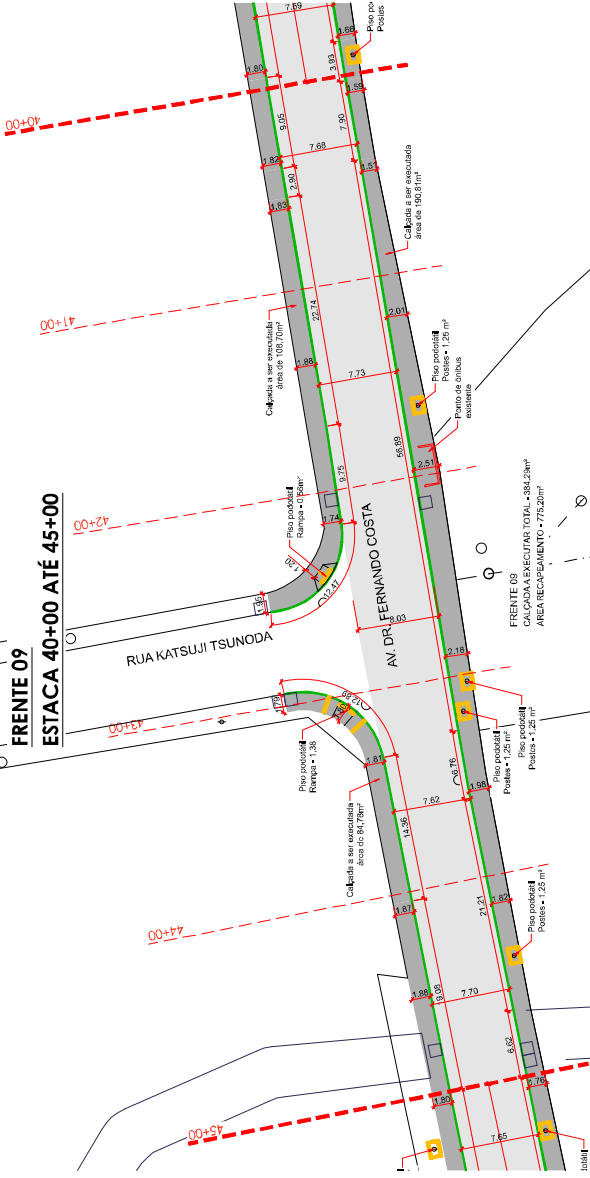 FRENTE 09
ESTACA 40+00 ATÉ 45+00
7.69
1.66
Postes
3.93
1.80
1.59
40+00
9.05
7.90
7.68
1.82
1.51
2.90
1.83
Calçada a ser executada
área de 190,81m²
41+00
22.74
2.01
Calçada a ser executada
área de 108,70m²
1.88
7.73
Piso podotátil
Postes - 1,25 m²
Ponto de ônibus
existente
56.89
9.75
2.51
42+00
1.74
Piso podotátil
Rampa - 0,56m²
1.20
12.47
1.95
AV. DR. FERNANDO COSTA
8.03
FRENTE 09
CALÇADA A EXECUTAR TOTAL - 384,29m²
ÁREA RECAPEAMENTO - 775,20m²
RUA KATSUJI TSUNODA
2.16
43+00
1.79
12.89
Piso podotátil
Rampa - 1,38
1.81
Piso podotátil
Postes - 1,25 m²
Piso podotátil
Postes - 1,25 m²
6.76
1.98
7.62
14.36
Calçada a ser executada
área de 84,78m²
44+00
1.87
21.21
1.82
Piso podotátil
Postes - 1,25 m²
1.88
9.08
7.70
6.62
45+00
1.80
1.76
7.65